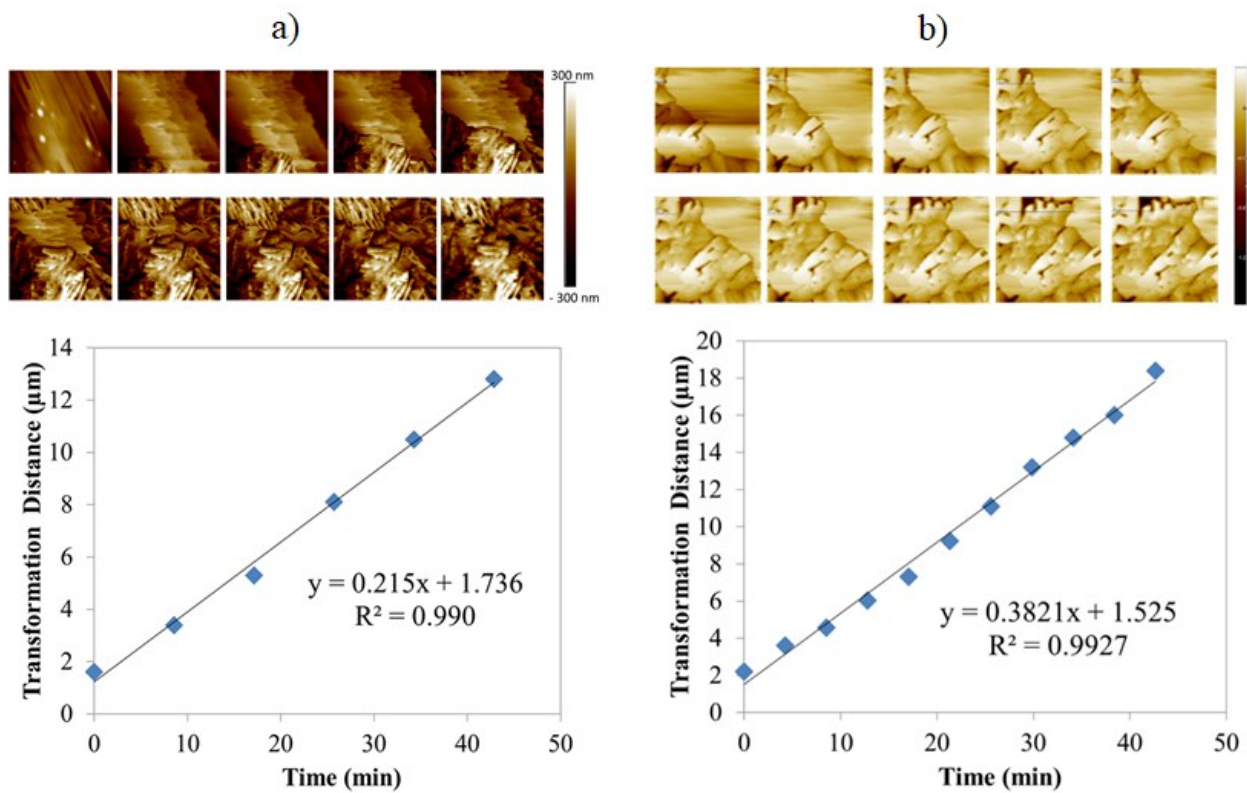 a)
b)
300 nm
- 300 nm
Transformation Distance (µm)
14
12
10
8
6
4
2
0
y = 0.215x + 1.736
R² = 0.990
0 10 20 30 40 50
Time (min)
Transformation Distance (µm)
20
18
16
14
12
10
8
6
4
2
0
y = 0.3821x + 1.525
R² = 0.9927
0 10 20 30 40 50
Time (min)